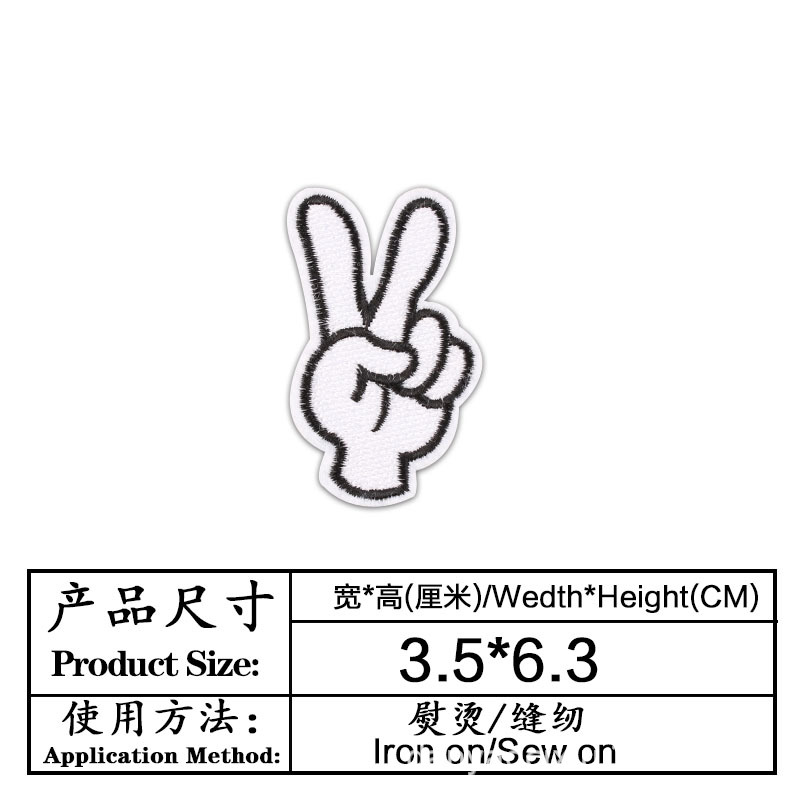 产品尺寸
Product Size:
宽*高(厘米)/Wedth*Height(CM)
3.5*6.3
使用方法：
Application Method:
熨烫/缝纫
Iron on/Sew on